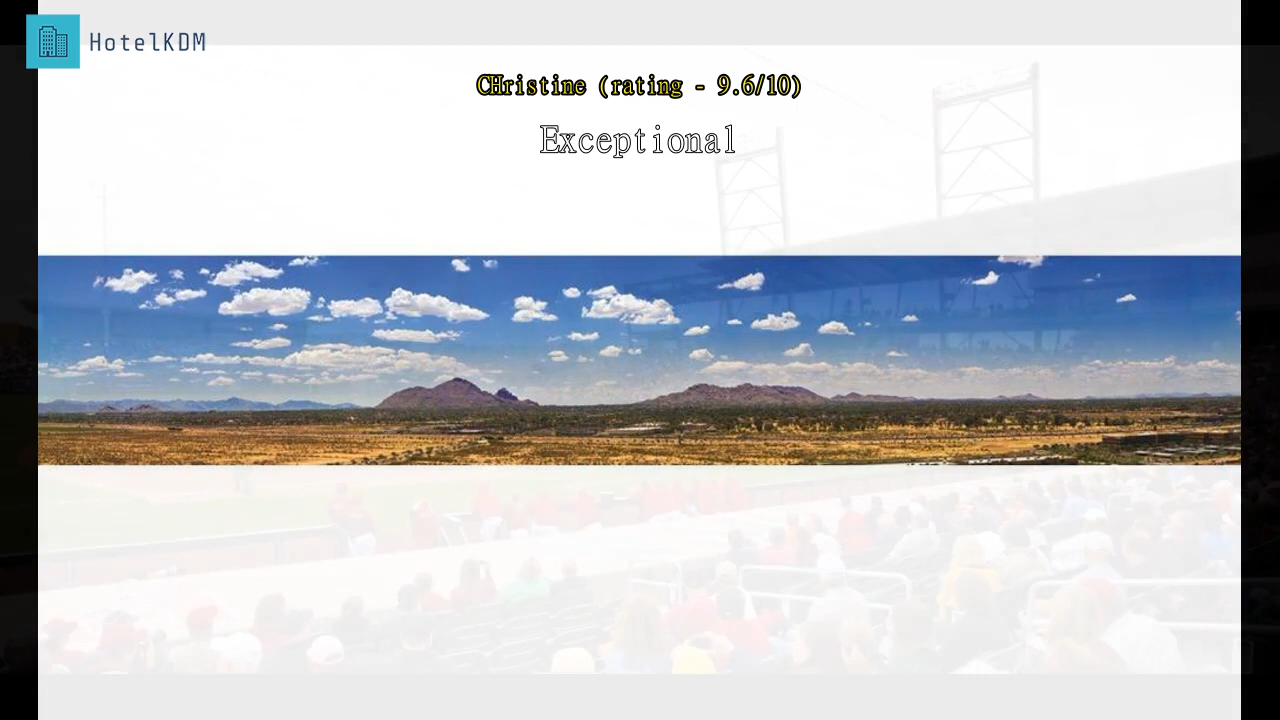 HotelKDM
CHristine (rating - 9.6/10)
Exceptional